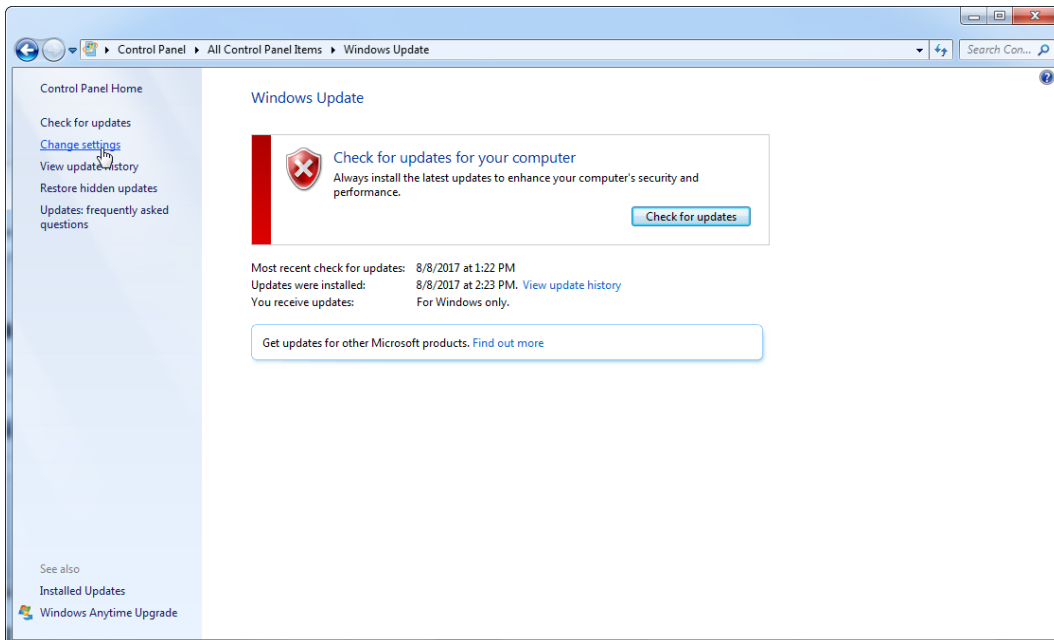 Control Panel ▸ All Control Panel Items ▸ Windows Update
Search Con...
Control Panel Home
Check for updates
Change settings
View update history
Restore hidden updates
Updates: frequently asked
questions
Windows Update
Check for updates for your computer
Always install the latest updates to enhance your computer's security and
performance.
Check for updates
Most recent check for updates: 8/8/2017 at 1:22 PM
Updates were installed: 8/8/2017 at 2:23 PM. View update history
You receive updates: For Windows only.
Get updates for other Microsoft products. Find out more
See also
Installed Updates
Windows Anytime Upgrade